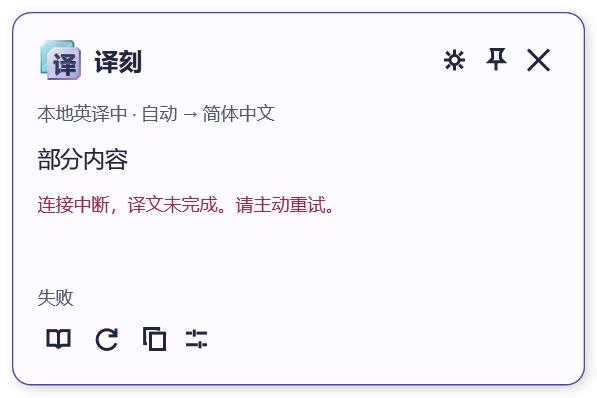 译 译刻
本地英译中 · 自动 → 简体中文
部分内容
连接中断，译文未完成。请主动重试。
失败